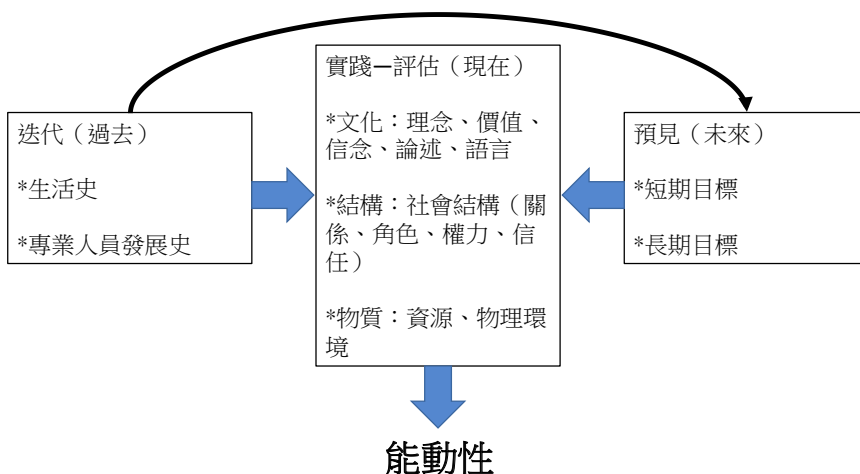 迭代（過去）
*生活史
*專業人員發展史
實踐—評估（現在）
*文化：理念、價值、
信念、論述、語言
*結構：社會結構（關
係、角色、權力、信
任）
*物質：資源、物理環
境
預見（未來）
*短期目標
*長期目標
能動性